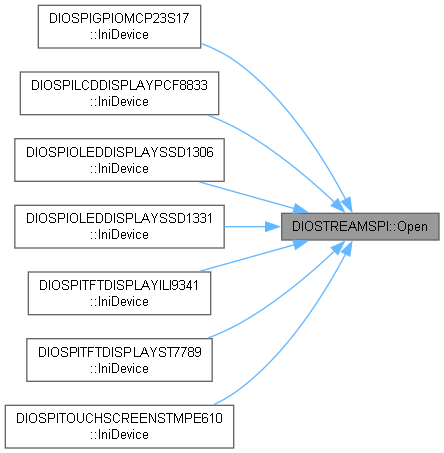 DIOSPIGPIOMCP23S17
::IniDevice
DIOSPILCDDISPLAYPCF8833
::IniDevice
DIOSPIOLEDDISPLAYSSD1306
::IniDevice
DIOSTREAMSPI::Open
DIOSPIOLEDDISPLAYSSD1331
::IniDevice
DIOSPITFTDISPLAYILI9341
::IniDevice
DIOSPITFTDISPLAYST7789
::IniDevice
DIOSPITOUCHSCREENSTMPE610
::IniDevice